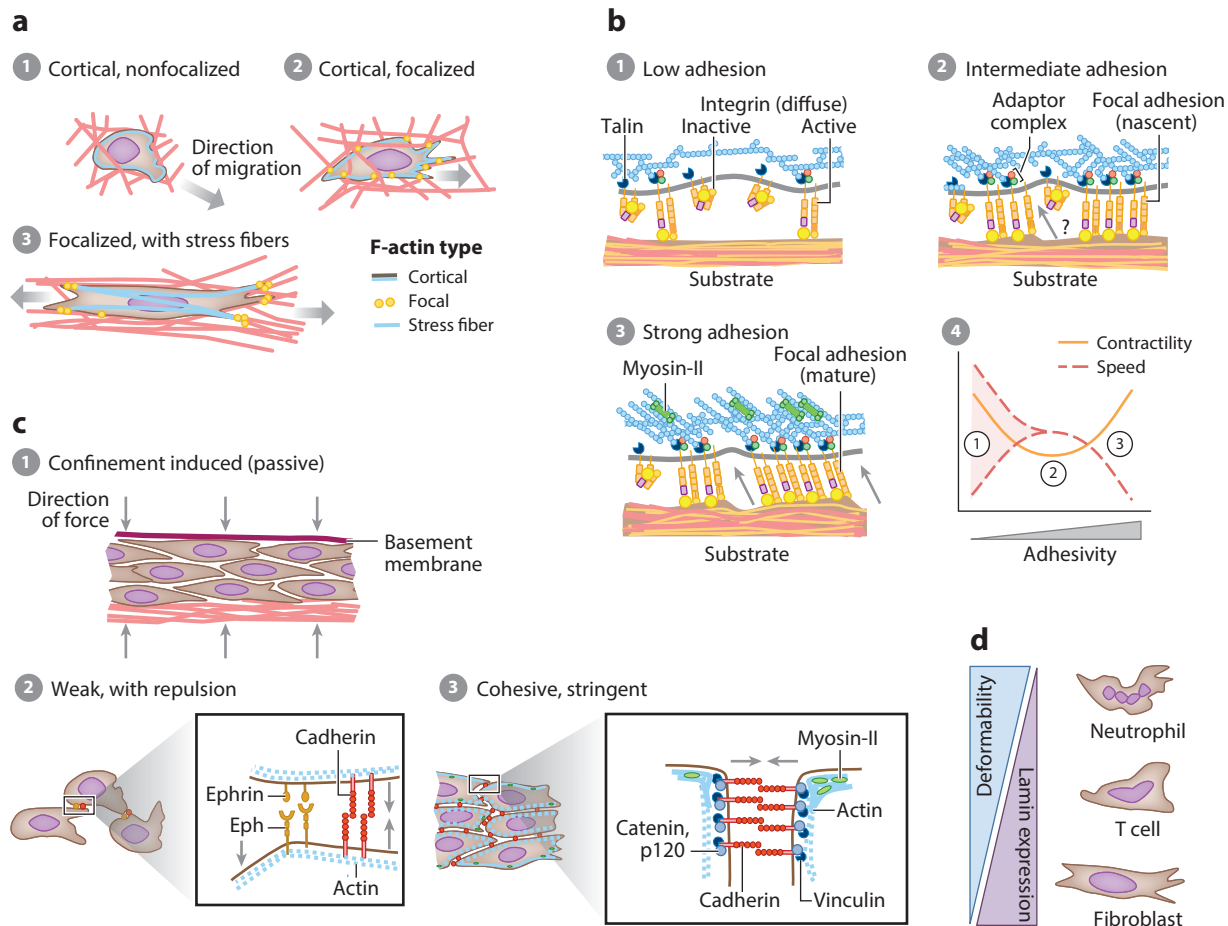 a
1 Cortical, nonfocalized
2 Cortical, focalized
Direction
of migration
3 Focalized, with stress fibers
F-actin type
Cortical
Focal
Stress fiber
b
1 Low adhesion
Integrin (diffuse)
Talin Inactive Active
Substrate
2 Intermediate adhesion
Adaptor
complex
Focal adhesion
(nascent)
?
Substrate
3 Strong adhesion
Myosin-II
Focal adhesion
(mature)
Substrate
4
Contractility
Speed
1
2
3
Adhesivity
c
1 Confinement induced (passive)
Direction
of force
Basement
membrane
2 Weak, with repulsion
Cadherin
Ephrin
Eph
Actin
3 Cohesive, stringent
Myosin-II
Actin
Catenin,
p120
Cadherin
Vinculin
d
Deformability
Lamin expression
Neutrophil
T cell
Fibroblast